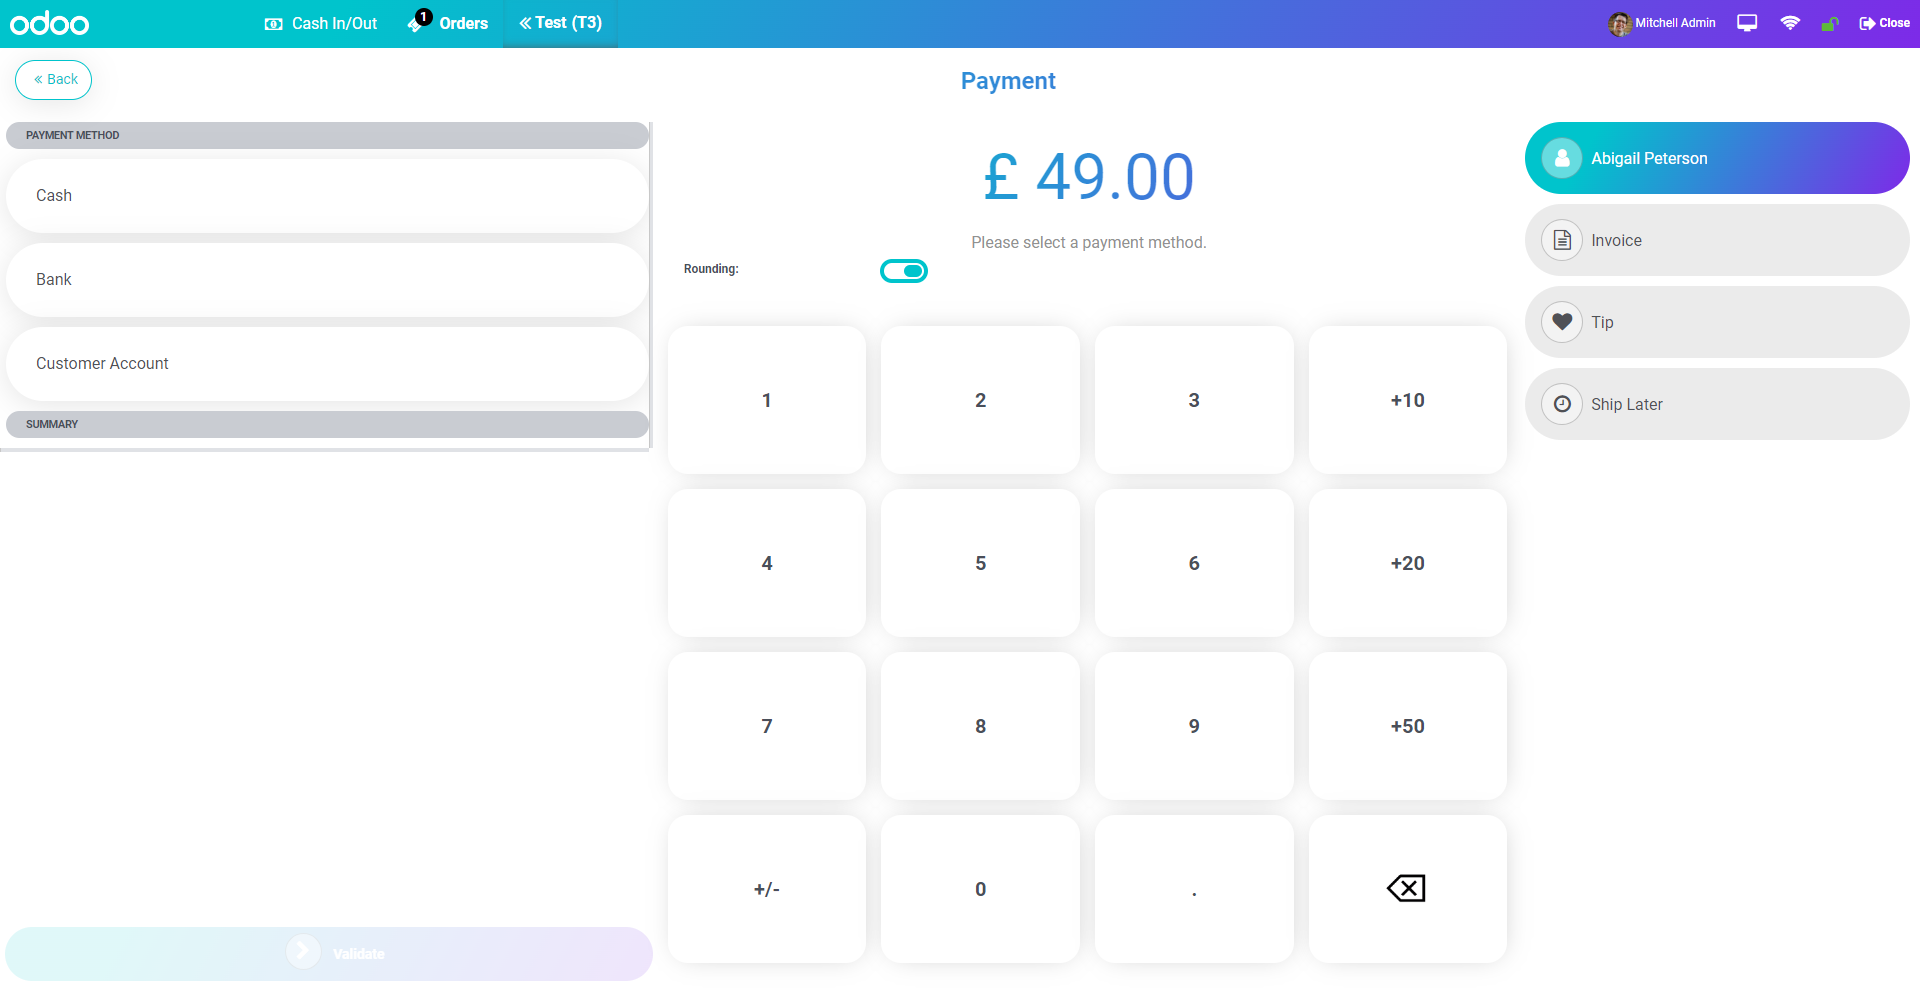 odoo
Cash In/Out
1
Orders
Test (T3)
Mitchell Admin
Close
Back
Payment
PAYMENT METHOD
Cash
Bank
Customer Account
SUMMARY
£ 49.00
Please select a payment method.
Rounding:
1
2
3
+10
4
5
6
+20
7
8
9
+50
+/-
0
.
Abigail Peterson
Invoice
Tip
Ship Later
Validate